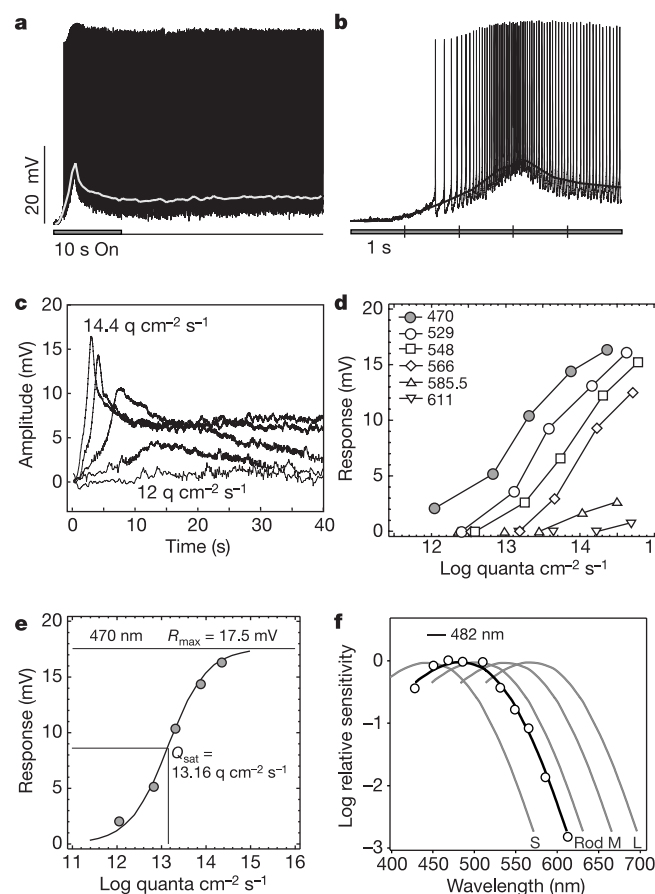 a
20 mV
10 s On
b
1 s
c
20
15
10
5
0
Amplitude (mV)
14.4 q cm−2 s−1
12 q cm−2 s−1
0 10 20 30 40
Time (s)
d
20
15
10
5
0
Response (mV)
470
529
548
566
585.5
611
12 13 14 1
Log quanta cm−2 s−1
e
20
15
10
5
0
Response (mV)
470 nm Rmax = 17.5 mV
Qsat =
13.16 q cm−2 s−1
11 12 13 14 15 16
Log quanta cm−2 s−1
f
482 nm
0
−1
−2
−3
Log relative sensitivity
S Rod M L
400 450 500 550 600 650 700
Wavelength (nm)